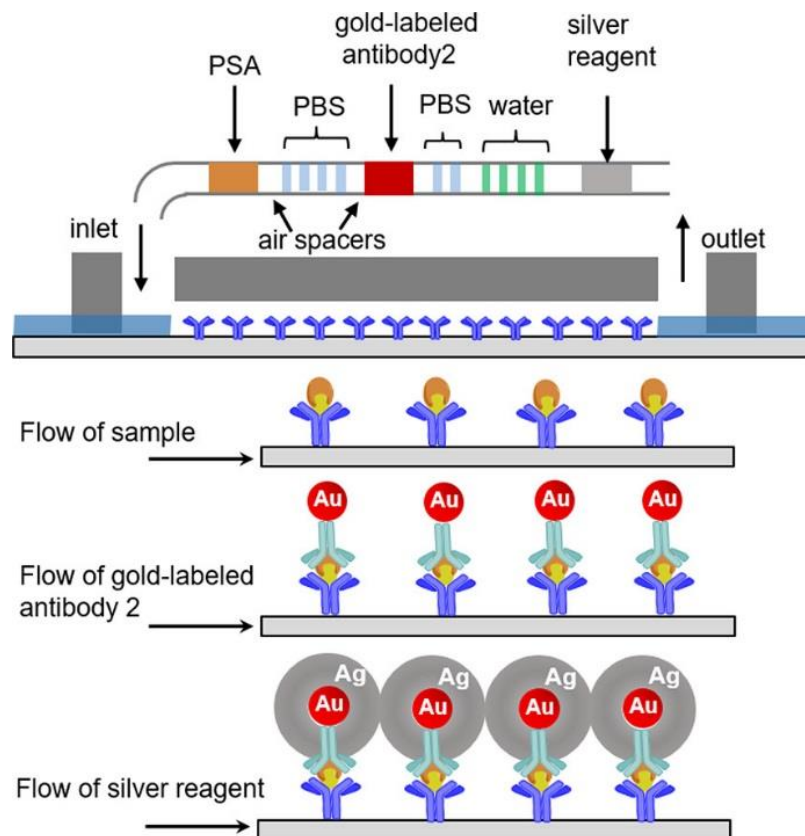 gold-labeled
antibody2
silver
reagent
PSA
PBS
PBS
water
air spacers
inlet
outlet
Flow of sample
Au Au Au Au
Flow of gold-labeled
antibody 2
Ag Ag Ag Ag
Au Au Au Au
Flow of silver reagent